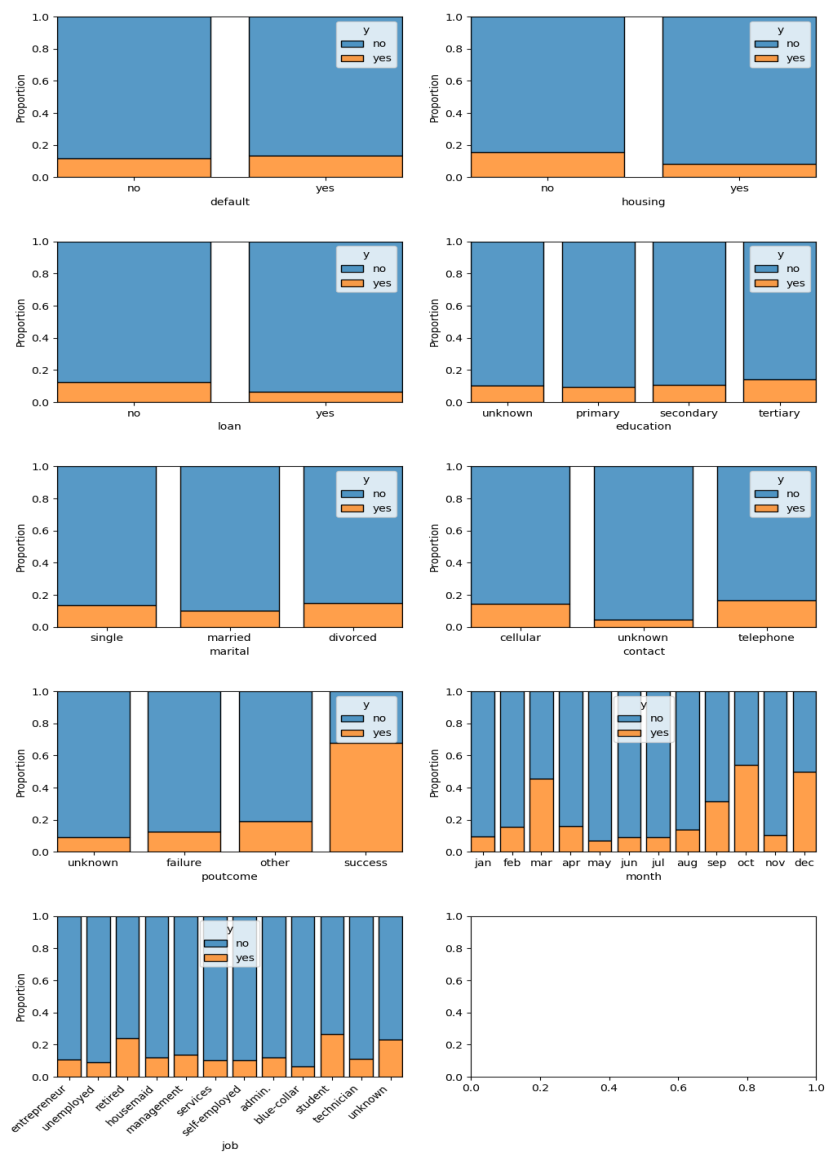 1.0
0.8
0.6
0.4
0.2
0.0
Proportion
y
no
yes
no yes
default
1.0
0.8
0.6
0.4
0.2
0.0
Proportion
y
no
yes
no yes
housing
1.0
0.8
0.6
0.4
0.2
0.0
Proportion
y
no
yes
no yes
loan
1.0
0.8
0.6
0.4
0.2
0.0
Proportion
y
no
yes
unknown primary secondary tertiary
education
1.0
0.8
0.6
0.4
0.2
0.0
Proportion
y
no
yes
single married divorced
marital
1.0
0.8
0.6
0.4
0.2
0.0
Proportion
y
no
yes
cellular unknown telephone
contact
1.0
0.8
0.6
0.4
0.2
0.0
Proportion
y
no
yes
unknown failure other success
poutcome
1.0
0.8
0.6
0.4
0.2
0.0
Proportion
y
no
yes
jan feb mar apr may jun jul aug sep oct nov dec
month
1.0
0.8
0.6
0.4
0.2
0.0
Proportion
y
no
yes
entrepreneur unemployed retired housemaid management services self-employed admin. blue-collar student technician unknown
job
1.0
0.8
0.6
0.4
0.2
0.0
0.0 0.2 0.4 0.6 0.8 1.0